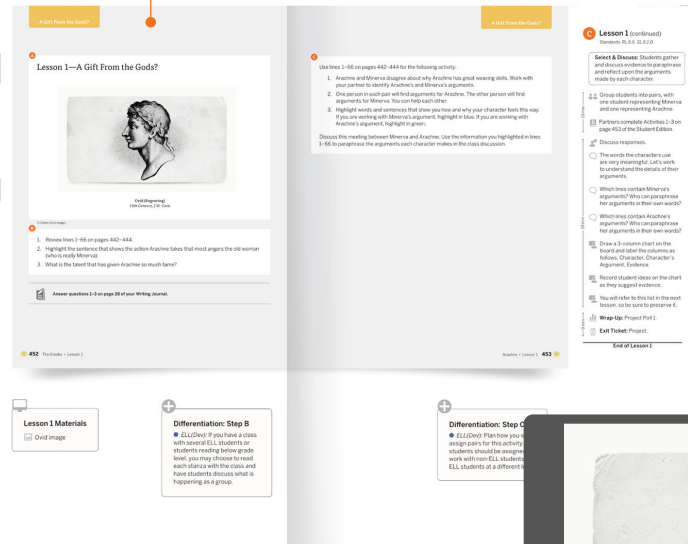 A Gift From the Gods?
A
Lesson 1—A Gift From the Gods?
Ovid (Engraving)
19th Century, J.W. Cook
B
1. Review lines 1–66 on pages 442–444.
2. Highlight the sentence that shows the action Arachne takes that most angers the old woman
(who is really Minerva).
3. What is the talent that has given Arachne so much fame?
Answer questions 1–3 on page 38 of your Writing Journal.
452 The Greeks • Lesson 1
A Gift From the Gods?
C
Use lines 1–66 on pages 442–444 for the following activity:
1. Arachne and Minerva disagree about why Arachne has great weaving skills. Work with
your partner to identify Arachne's and Minerva's arguments.
2. One person in each pair will find arguments for Arachne. The other person will find
arguments for Minerva. You can help each other.
3. Highlight words and sentences that show you how and why your character feels this way.
If you are working with Minerva's argument, highlight in blue. If you are working with
Arachne's argument, highlight in green.
Discuss this meeting between Minerva and Arachne. Use the information you highlighted in lines
1–66 to paraphrase the arguments each character makes in the class discussion.
Arachne • Lesson 1 453
C Lesson 1 (continued)
Standards: RL.6.6, SL.6.1.D
Select & Discuss: Students gather
and discuss evidence to paraphrase
and reflect upon the arguments
made by each character.
Group students into pairs, with
one student representing Minerva
and one representing Arachne.
Partners complete Activities 1–3 on
page 453 of the Student Edition.
Discuss responses.
The words the characters use
are very meaningful. Let's work
to understand the details of their
arguments.
Which lines contain Minerva's
arguments? Who can paraphrase
her arguments in their own words?
Which lines contain Arachne's
arguments? Who can paraphrase
her arguments in their own words?
Draw a 3-column chart on the
board and label the columns as
follows: Character, Character's
Argument, Evidence.
Record student ideas on the chart
as they suggest evidence.
You will refer to this list in the next
lesson, so be sure to preserve it.
Wrap-Up: Project Poll 1.
Exit Ticket: Project.
End of Lesson 1
Lesson 1 Materials
Ovid image
Differentiation: Step B
ELL(Dev): If you have a class
with several ELL students or
students reading below grade
level, you may choose to read
each stanza with the class and
have students discuss what is
happening as a group.
Differentiation: Step
ELL(Dev): Plan how you
assign pairs for this activity.
students should be
work with non-ELL students
ELL students at a different